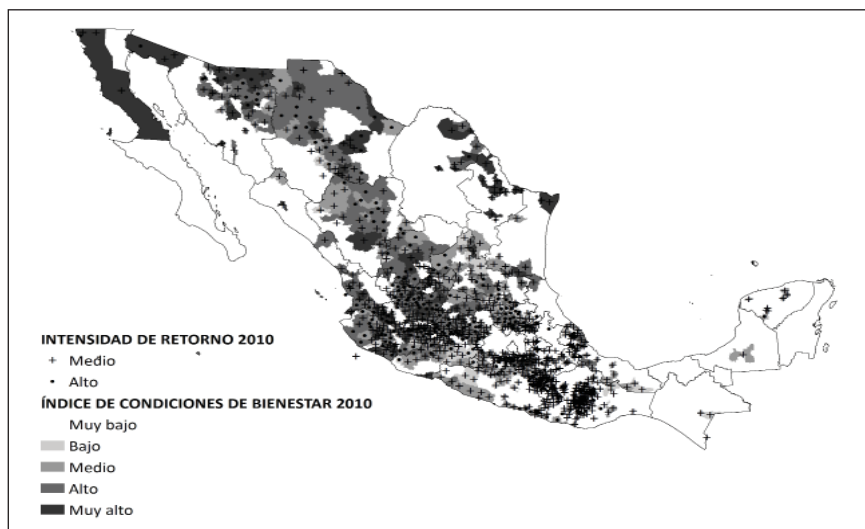 INTENSIDAD DE RETORNO 2010
Medio
Alto
ÍNDICE DE CONDICIONES DE BIENESTAR 2010
Muy bajo
Bajo
Medio
Alto
Muy alto